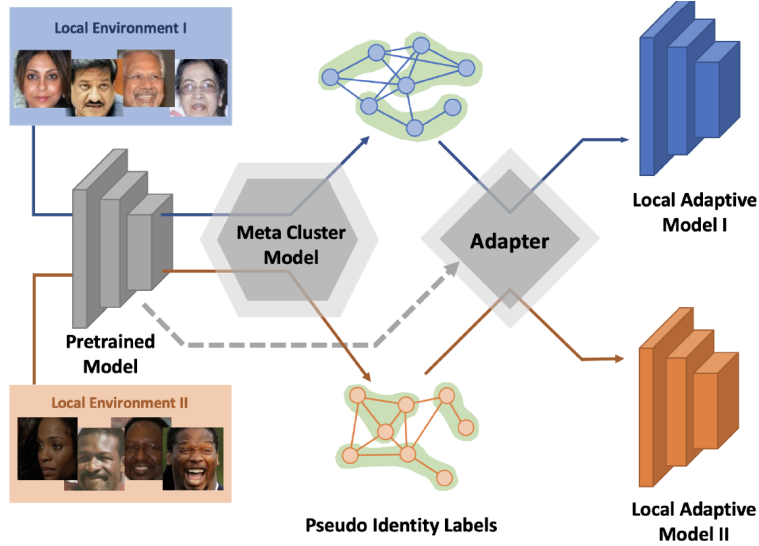 Local Environment I
Meta Cluster
Model
Adapter
Local Adaptive
Model I
Pretrained
Model
Local Environment II
Pseudo Identity Labels
Local Adaptive
Model II